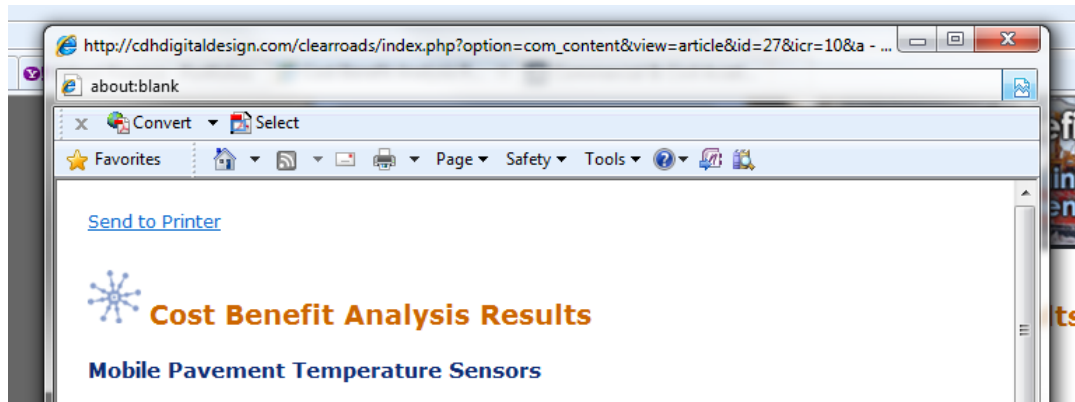 http://cdhdigitaldesign.com/clearroads/index.php?option=com_content&view=article&id=27&icr=10&a - ...
about:blank
x Convert Select
Favorites Page Safety Tools
Send to Printer
Cost Benefit Analysis Results
Mobile Pavement Temperature Sensors